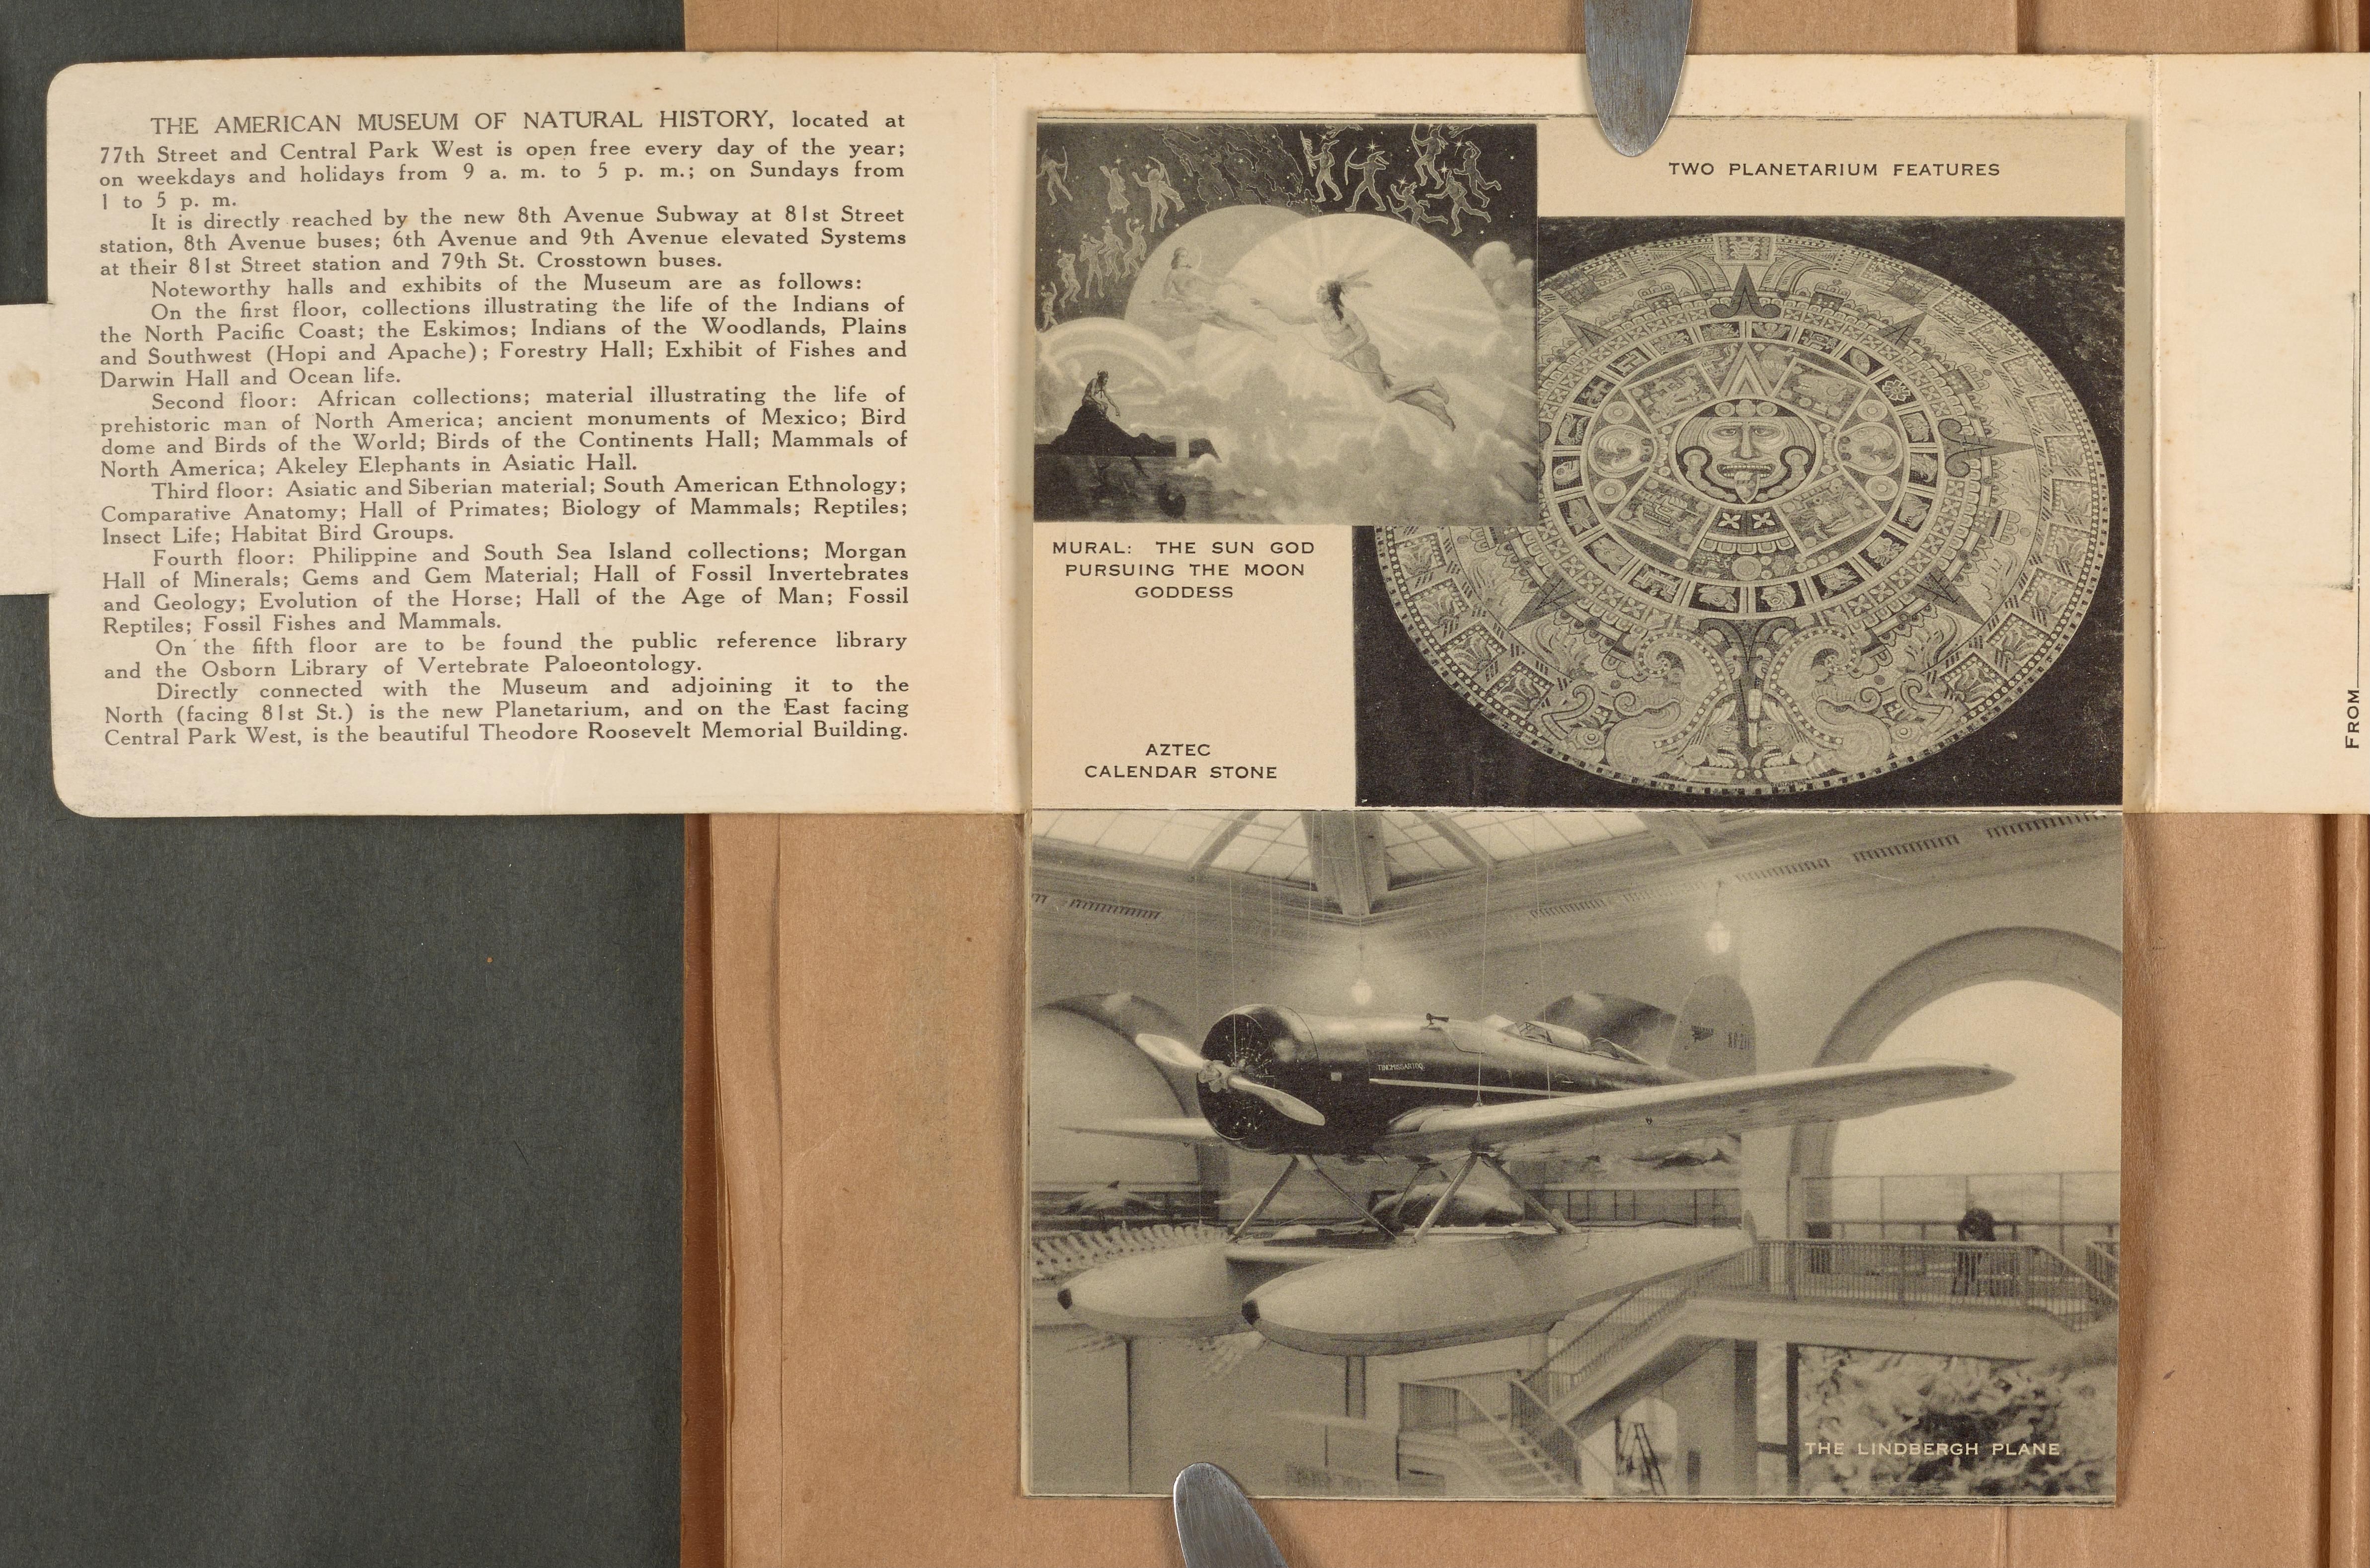 THE AMERICAN MUSEUM OF NATURAL HISTORY, located at
77th Street and Central Park West is open free every day of the year;
on weekdays and holidays from 9 a. m. to 5 p. m.; on Sundays from
1 to 5 p. m.
It is directly reached by the new 8th Avenue Subway at 81st Street
station, 8th Avenue buses; 6th Avenue and 9th Avenue elevated Systems
at their 81st Street station and 79th St. Crosstown buses.
Noteworthy halls and exhibits of the Museum are as follows:
On the first floor, collections illustrating the life of the Indians of
the North Pacific Coast; the Eskimos; Indians of the Woodlands, Plains
and Southwest (Hopi and Apache); Forestry Hall; Exhibit of Fishes and
Darwin Hall and Ocean life.
Second floor: African collections; material illustrating the life of
prehistoric man of North America; ancient monuments of Mexico; Bird
dome and Birds of the World; Birds of the Continents Hall; Mammals of
North America; Akeley Elephants in Asiatic Hall.
Third floor: Asiatic and Siberian material; South American Ethnology;
Comparative Anatomy; Hall of Primates; Biology of Mammals; Reptiles;
Insect Life; Habitat Bird Groups.
Fourth floor: Philippine and South Sea Island collections; Morgan
Hall of Minerals; Gems and Gem Material; Hall of Fossil Invertebrates
and Geology; Evolution of the Horse; Hall of the Age of Man; Fossil
Reptiles; Fossil Fishes and Mammals.
On the fifth floor are to be found the public reference library
and the Osborn Library of Vertebrate Paloeontology.
Directly connected with the Museum and adjoining it to the
North (facing 81st St.) is the new Planetarium, and on the East facing
Central Park West, is the beautiful Theodore Roosevelt Memorial Building.
TWO PLANETARIUM FEATURES
MURAL: THE SUN GOD
PURSUING THE MOON
GODDESS
AZTEC
CALENDAR STONE
TINGMISSARTOQ
THE LINDBERGH PLANE
FROM